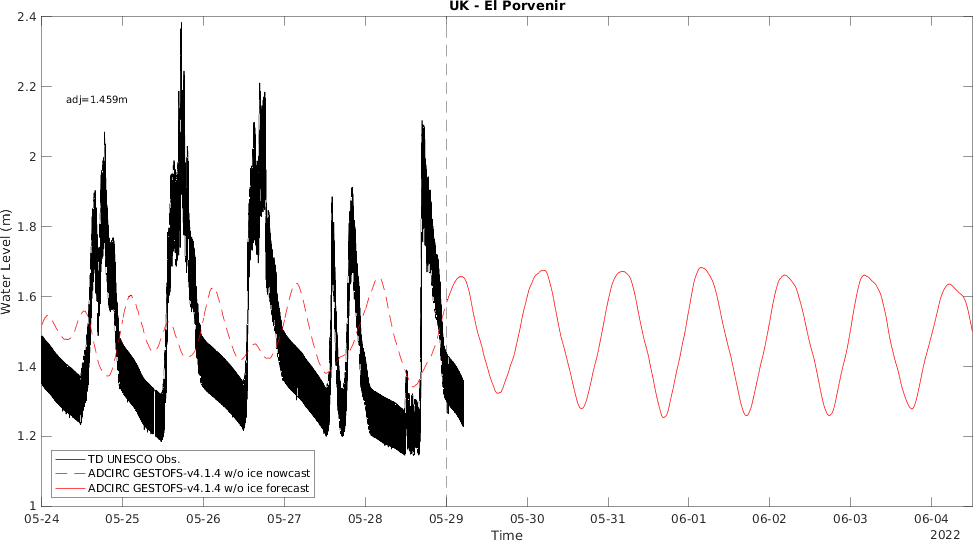 UK - El Porvenir
2.4
adj=1.459m
2.2
2
1.8
1.6
1.4
1.2
1
Water Level (m)
TD UNESCO Obs.
ADCIRC GESTOFS-v4.1.4 w/o ice nowcast
ADCIRC GESTOFS-v4.1.4 w/o ice forecast
05-24 05-25 05-26 05-27 05-28 05-29 05-30 05-31 06-01 06-02 06-03 06-04
Time
2022